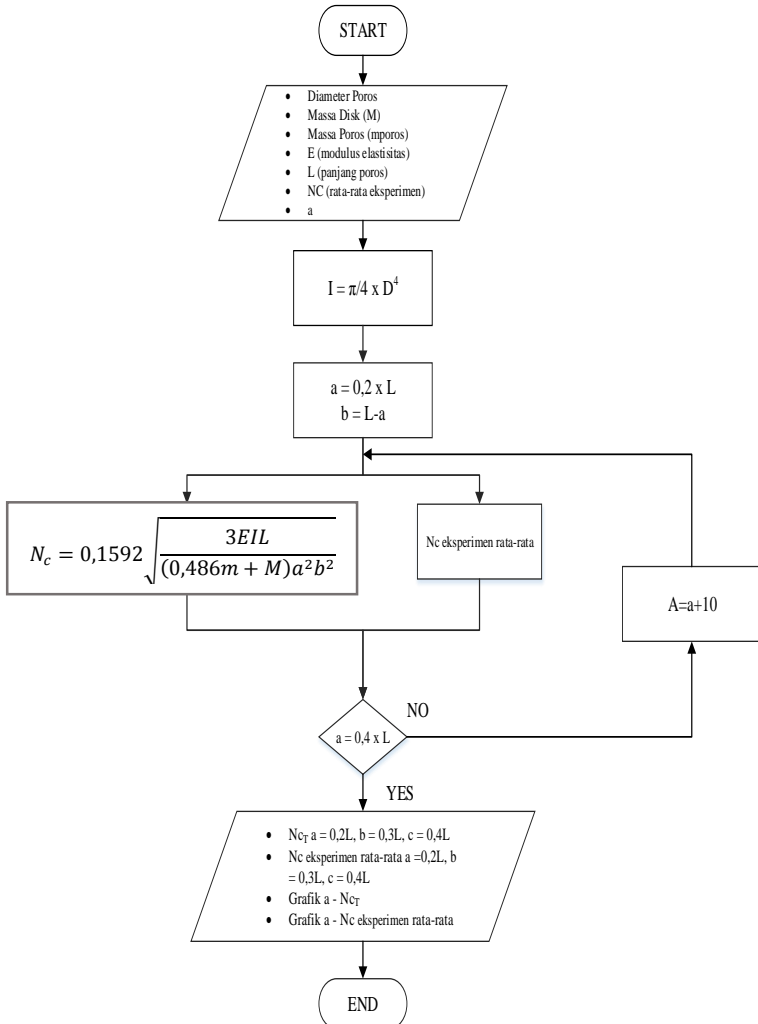 START
• Diameter Poros
• Massa Disk (M)
• Massa Poros (mporos)
• E (modulus elastisitas)
• L (panjang poros)
• NC (rata-rata eksperimen)
• a
I = π/4 x D⁴
a = 0,2 x L
b = L-a
N_c = 0,1592 √(3EIL / ((0,486m + M)a²b²))
Nc eksperimen rata-rata
A=a+10
NO
a = 0,4 x L
YES
• Nc_T a = 0,2L, b = 0,3L, c = 0,4L
• Nc eksperimen rata-rata a =0,2L, b
= 0,3L, c = 0,4L
• Grafik a - Nc_T
• Grafik a - Nc eksperimen rata-rata
END